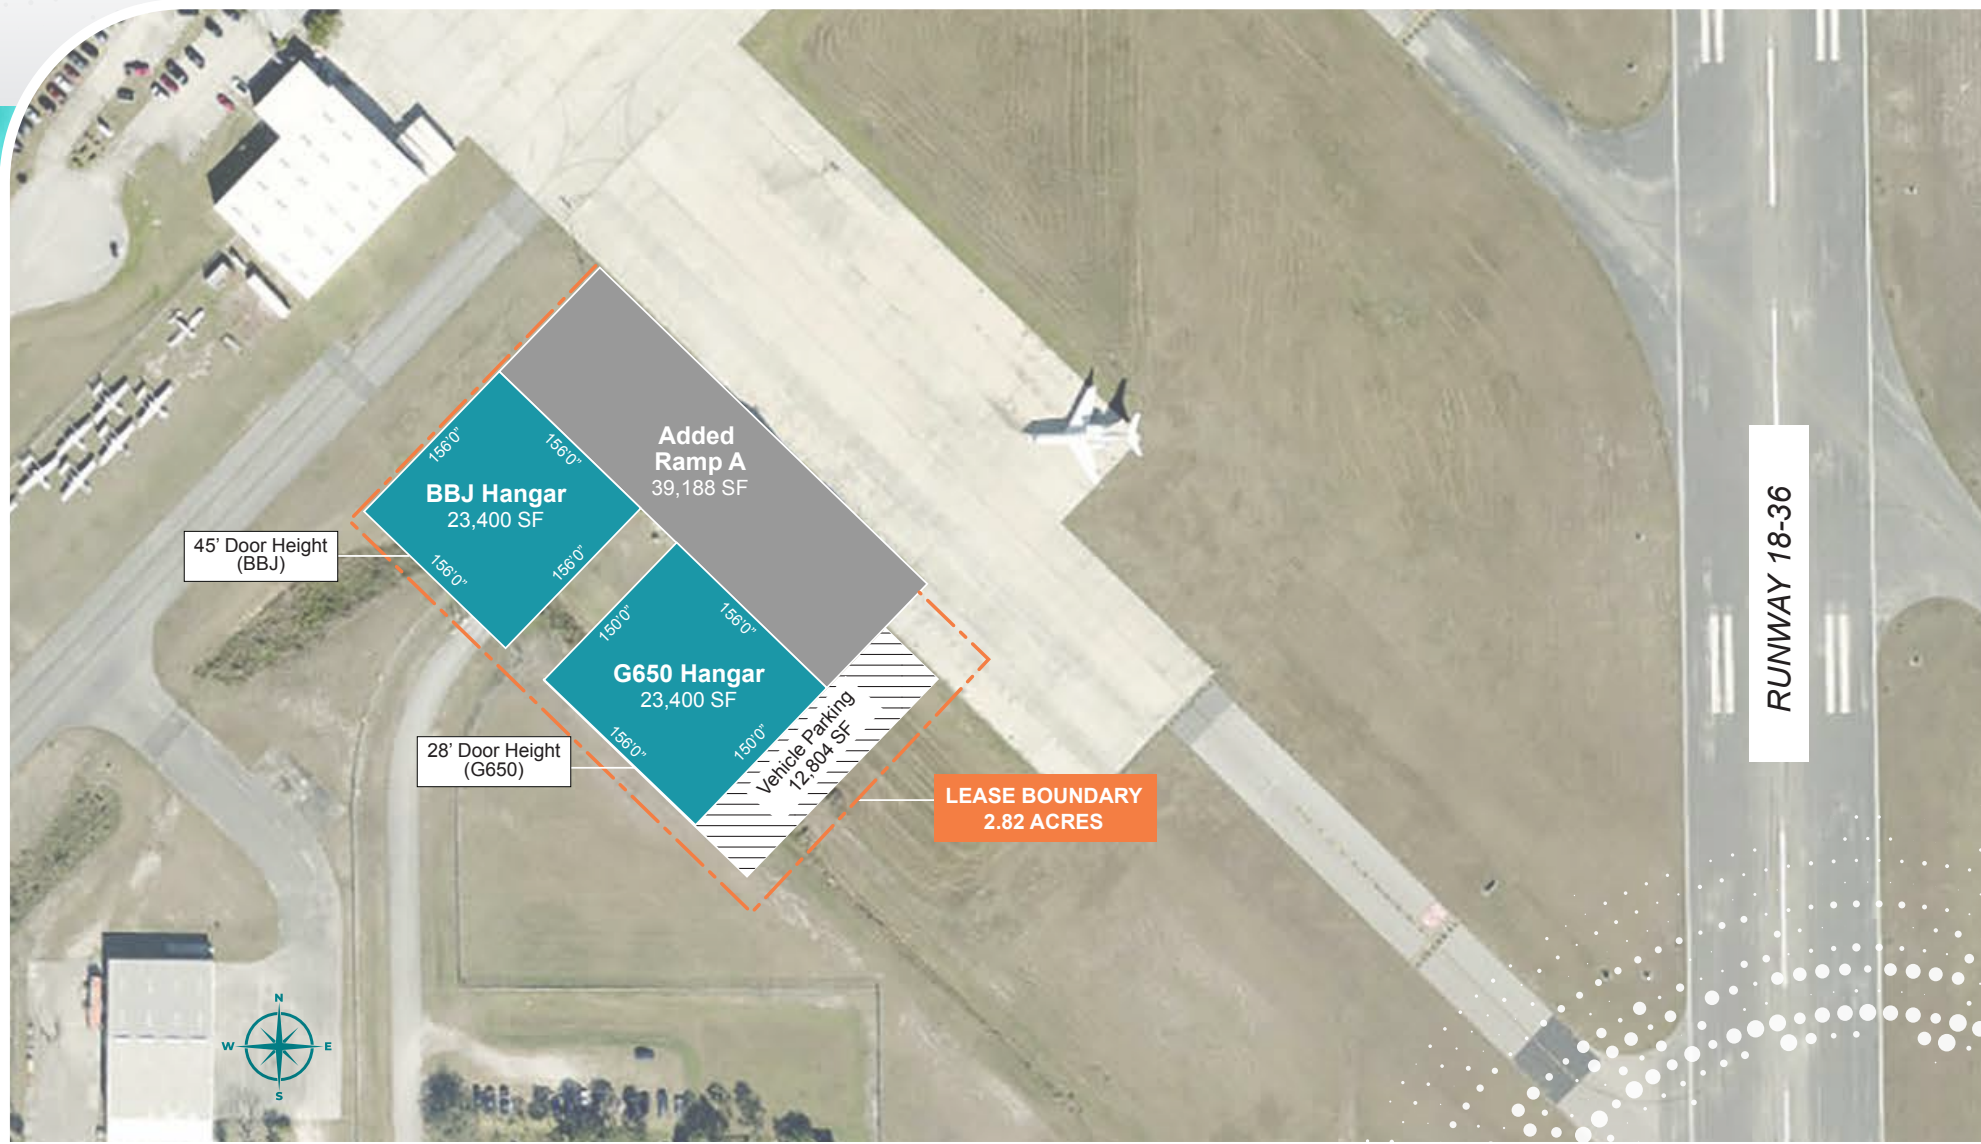 Added
Ramp A
39,188 SF
156'0"
156'0"
BBJ Hangar
23,400 SF
156'0"
156'0"
45' Door Height
(BBJ)
150'0"
156'0"
G650 Hangar
23,400 SF
156'0"
150'0"
28' Door Height
(G650)
Vehicle Parking
12,804 SF
LEASE BOUNDARY
2.82 ACRES
RUNWAY 18-36
N
W
E
S